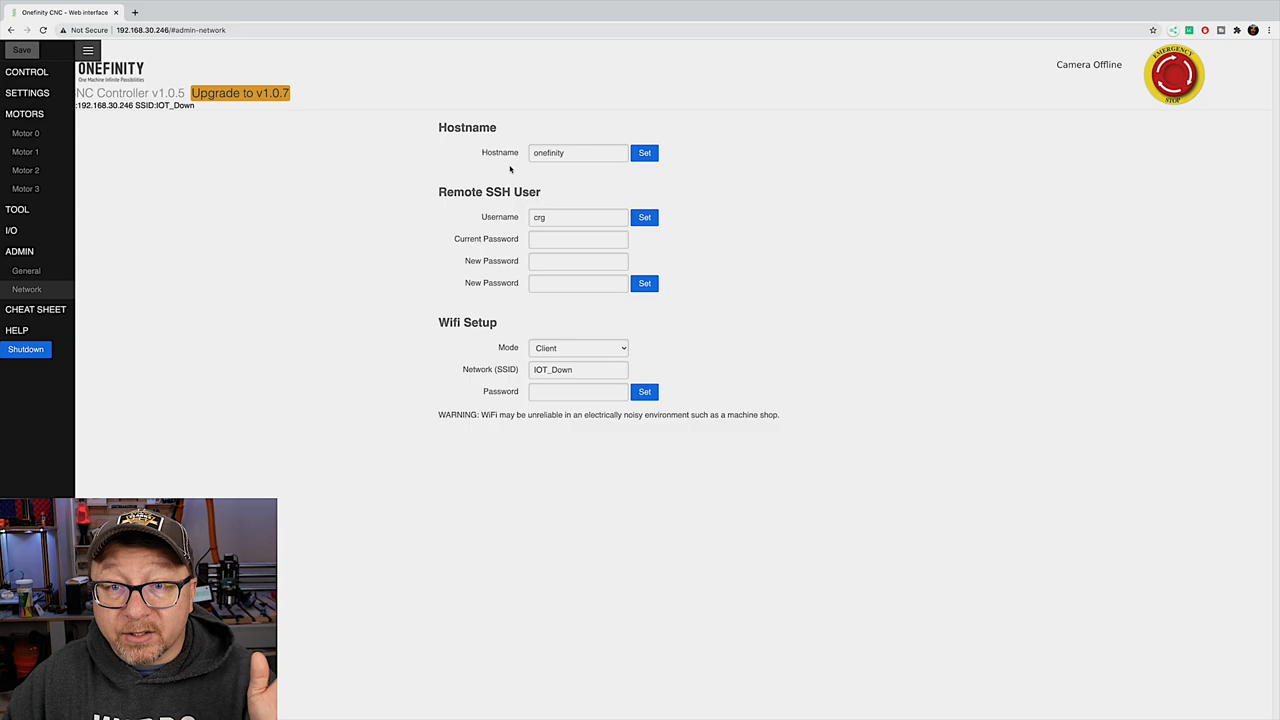 Onefinity CNC - Web interface
Not Secure 192.168.30.246/#admin-network
Save
CONTROL
SETTINGS
MOTORS
Motor 0
Motor 1
Motor 2
Motor 3
TOOL
I/O
ADMIN
General
Network
CHEAT SHEET
HELP
Shutdown
ONEFINITY
One Machine Infinite Possibilities
NC Controller v1.0.5 Upgrade to v1.0.7
:192.168.30.246 SSID:IOT_Down
Camera Offline
EMERGENCY
STOP
Hostname
Hostname onefinity Set
Remote SSH User
Username crg Set
Current Password
New Password
New Password Set
Wifi Setup
Mode Client
Network (SSID) IOT_Down
Password Set
WARNING: WiFi may be unreliable in an electrically noisy environment such as a machine shop.